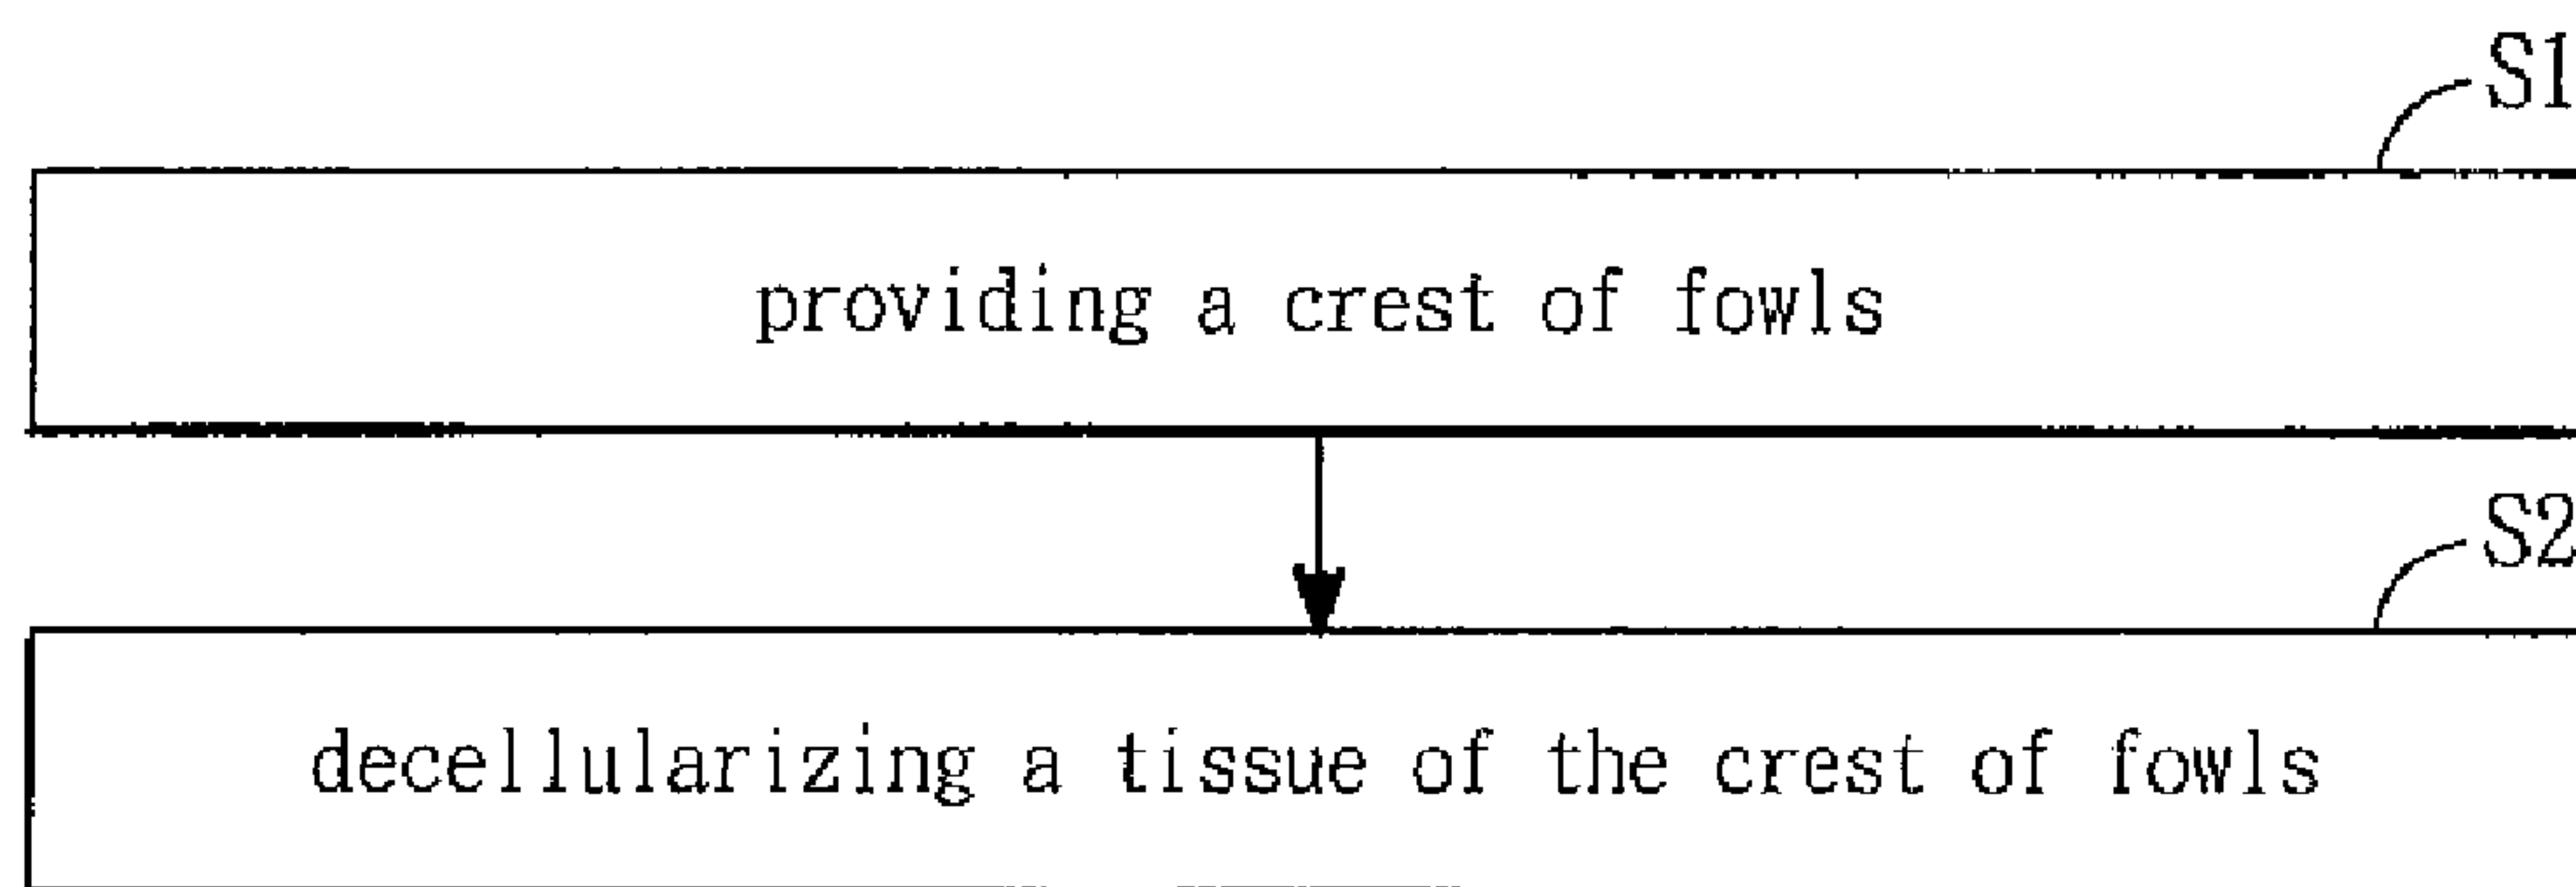 S1
providing a crest of fowls
S2
decellularizing a tissue of the crest of fowls